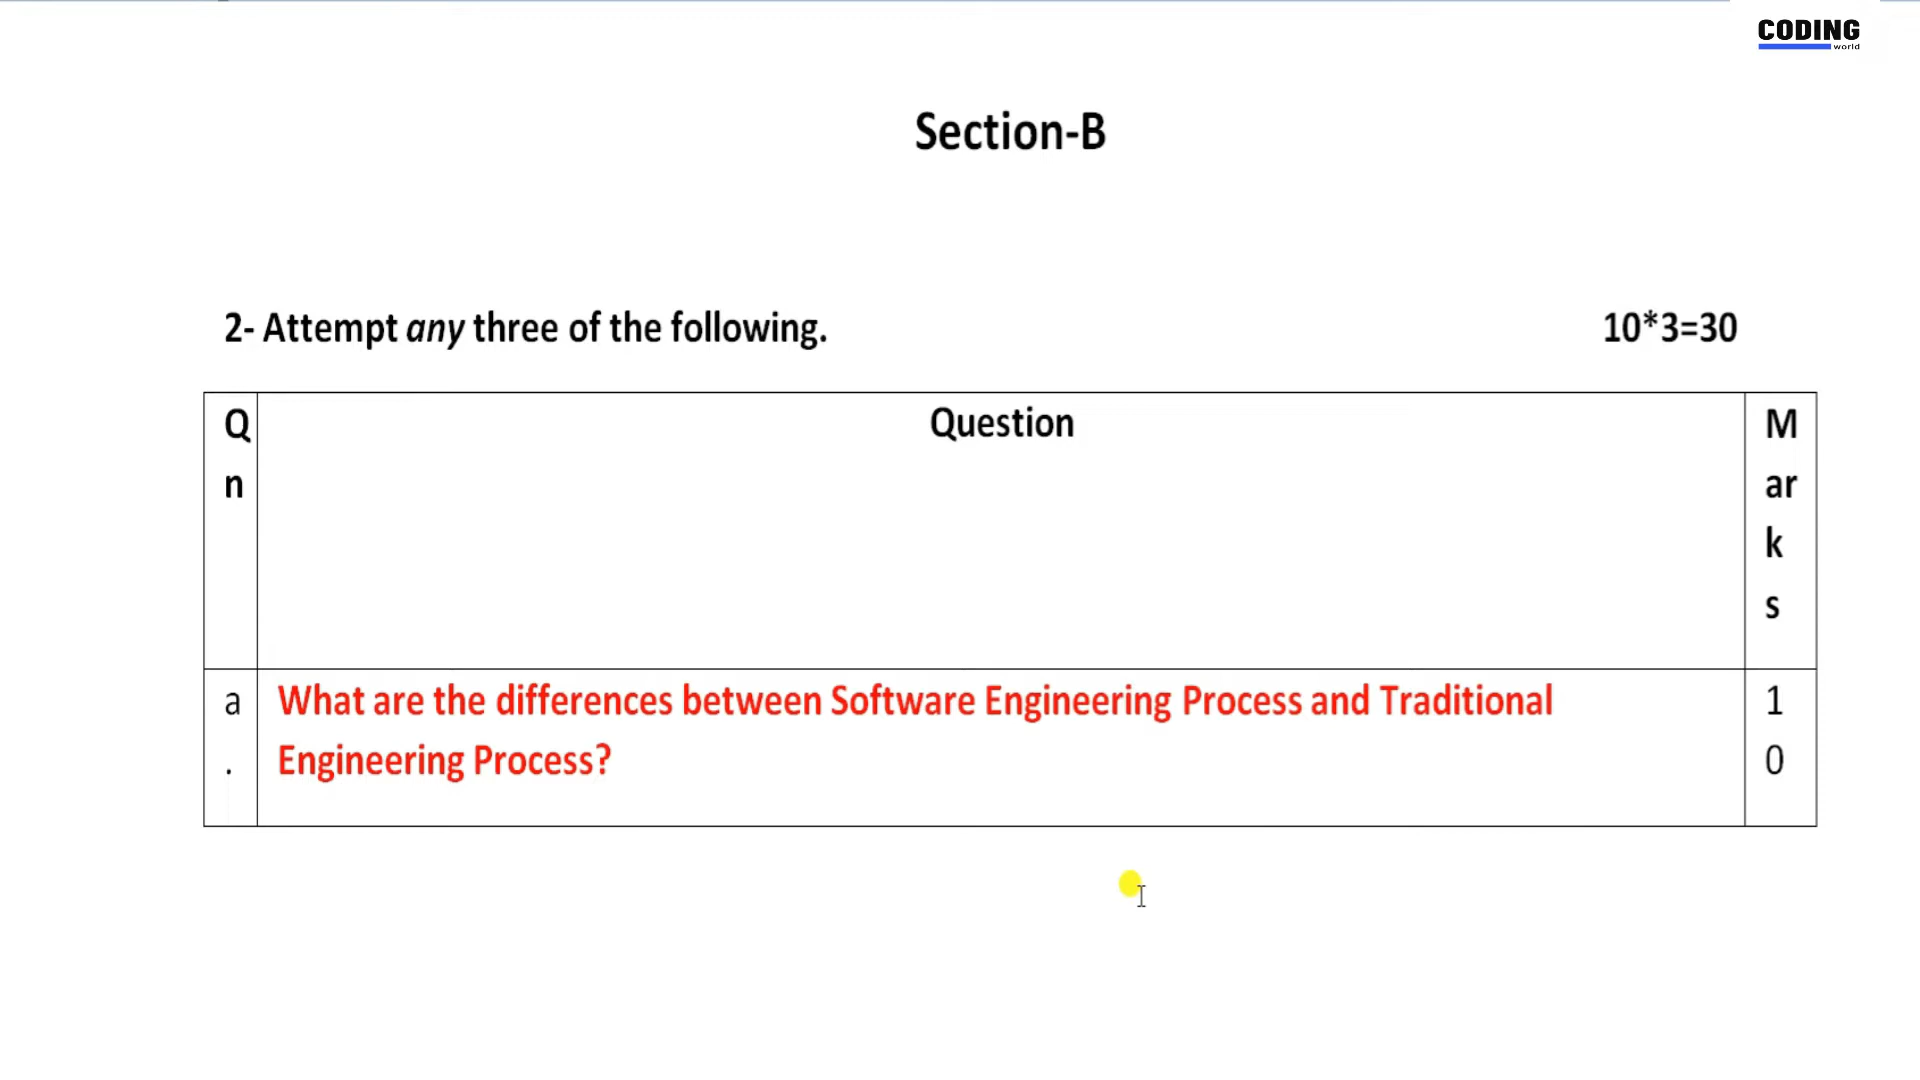 CODING
world
Section-B
2- Attempt any three of the following. 10*3=30
Q Question M
n ar
k
s
a What are the differences between Software Engineering Process and Traditional 1
. Engineering Process? 0